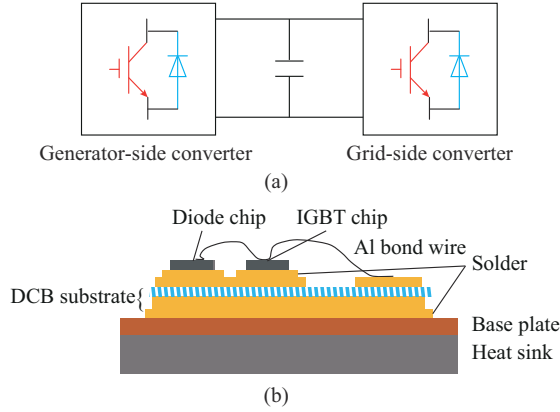 Generator-side converter
Grid-side converter
(a)
Diode chip
IGBT chip
Al bond wire
Solder
DCB substrate
Base plate
Heat sink
(b)